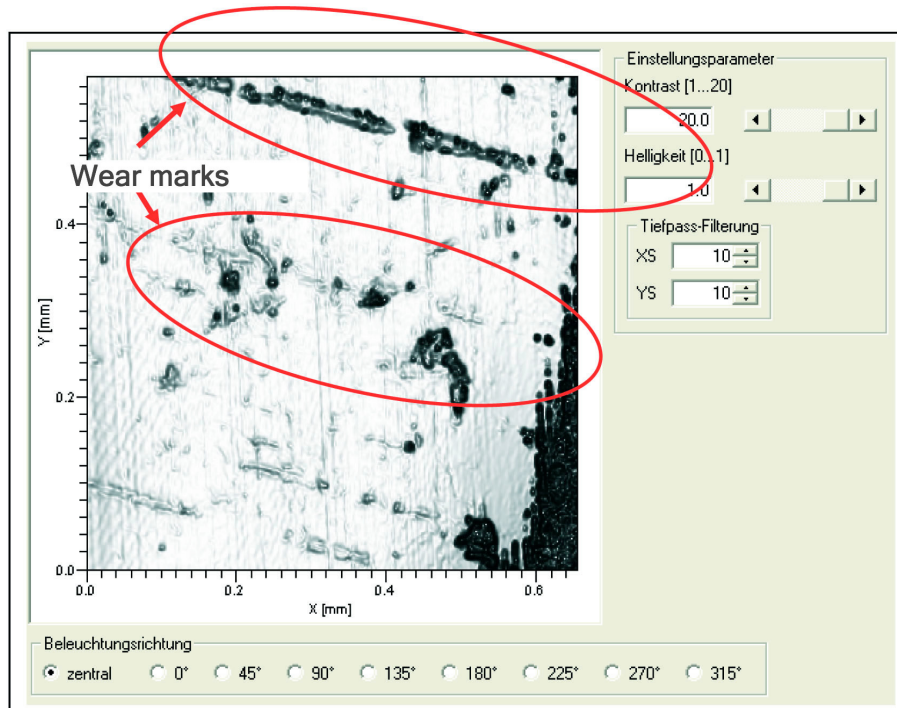 Wear marks
Y [mm]
0.4
0.2
0.0
0.0 0.2 0.4 0.6
X [mm]
Einstellungsparameter
Kontrast [1...20]
20.0
Helligkeit [0...1]
1.0
Tiefpass-Filterung
XS 10
YS 10
Beleuchtungsrichtung
zentral 0° 45° 90° 135° 180° 225° 270° 315°